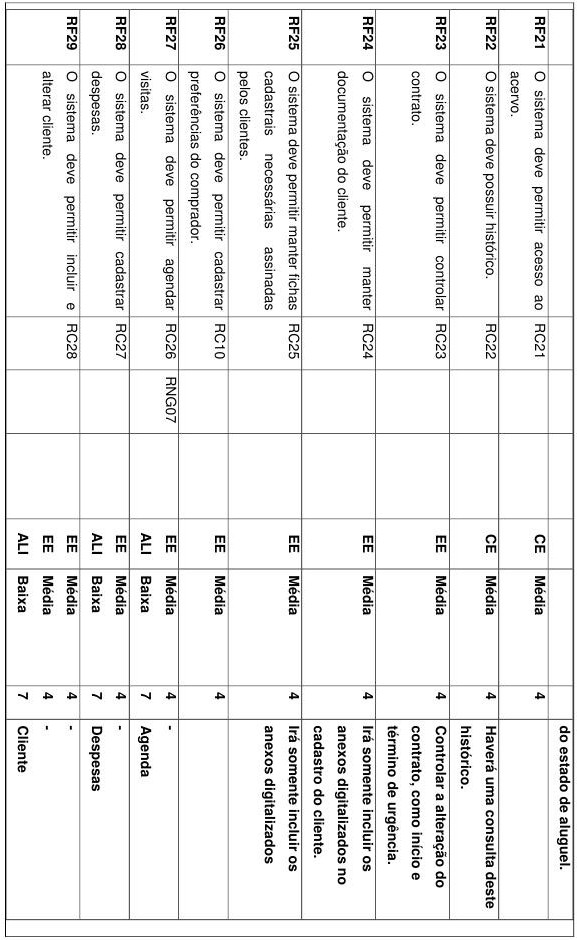 do estado de aluguel.
RF21 O sistema deve permitir acesso ao RC21 CE Média 4
acervo.
RF22 O sistema deve possuir histórico. RC22 CE Média 4 Haverá uma consulta deste
histórico.
RF23 O sistema deve permitir controlar RC23 EE Média 4 Controlar a alteração do
contrato. contrato, como início e
término de urgência.
RF24 O sistema deve permitir manter RC24 EE Média 4 Irá somente incluir os
documentação do cliente. anexos digitalizados no
cadastro do cliente.
RF25 O sistema deve permitir manter fichas RC25 EE Média 4 Irá somente incluir os
cadastrais necessárias assinadas anexos digitalizados
pelos clientes.
RF26 O sistema deve permitir cadastrar RC10 EE Média 4
preferências do comprador.
RF27 O sistema deve permitir agendar RC26 RNG07 EE Média 4 -
visitas. ALI Baixa 7 Agenda
RF28 O sistema deve permitir cadastrar RC27 EE Média 4 -
despesas. ALI Baixa 7 Despesas
RF29 O sistema deve permitir incluir e RC28 EE Média 4 -
alterar cliente. EE Média 4 -
ALI Baixa 7 Cliente